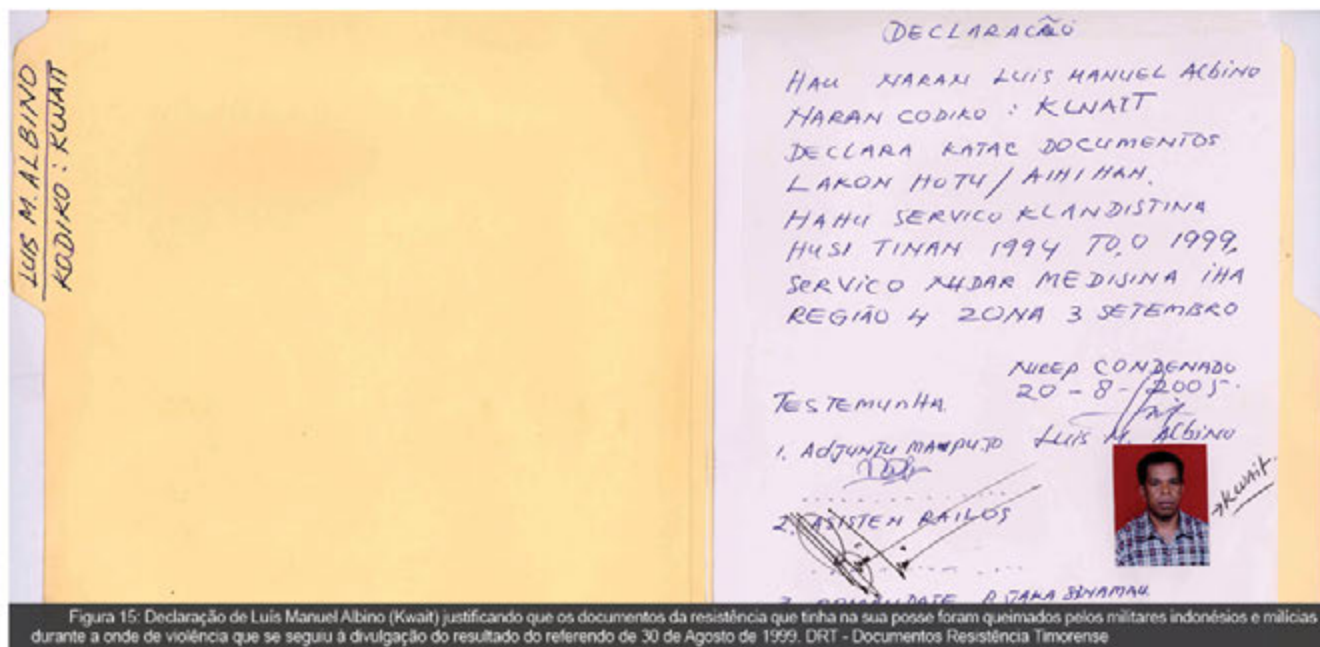 LUIS M. ALBINO
KODIKO : KWAIT
DECLARACÃO
HAU NARAN LUIS MANUEL AlbiNO
NARAN CODIKO : KWAIT
DECLARA KATAC DOCUMENTOS
LAKON HOTU / AIHI HAN.
HAHU SERVICO KLANDISTINA
HUSI TINAN 1994 TO,O 1999,
SERVICO NUDAR MEDISINA IHA
REGIÃO 4 ZONA 3 SETEMBRO
CONDENADO
20 - 8 - 2005.
TESTEMUNHA
Luis M. Albino
1. ADJUNTU MAUPUTO
→ Kwait.
2. ASISTEN RAILOS
Figura 15: Declaração de Luís Manuel Albino (Kwait) justificando que os documentos da resistência que tinha na sua posse foram queimados pelos militares indonésios e milícias
durante a onde de violência que se seguiu à divulgação do resultado do referendo de 30 de Agosto de 1999. DRT - Documentos Resistência Timorense